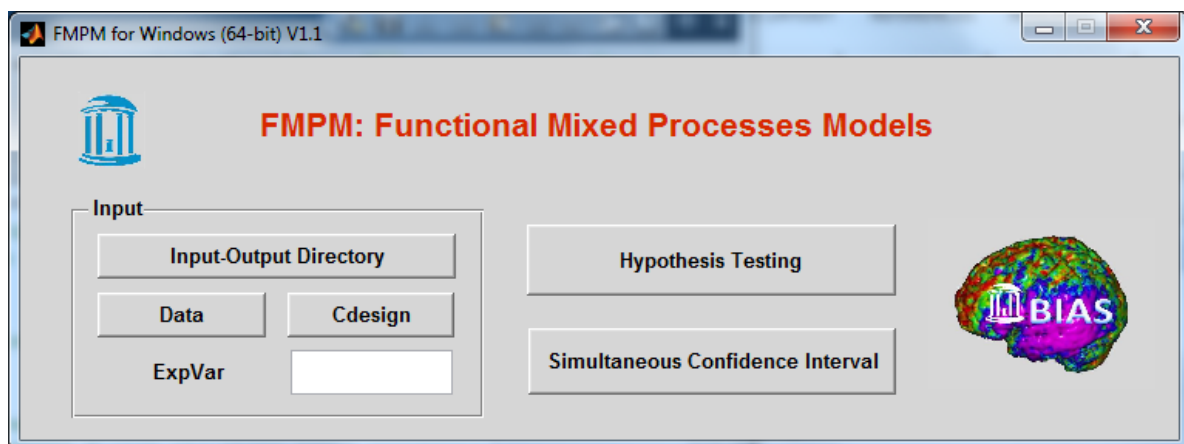 FMPM for Windows (64-bit) V1.1
FMPM: Functional Mixed Processes Models
Input
Input-Output Directory
Data
Cdesign
ExpVar
Hypothesis Testing
Simultaneous Confidence Interval
BIAS